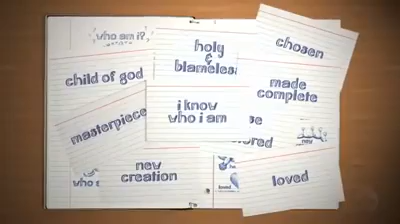 who am i?
holy
&
blameless
chosen
child of god
made
complete
i know
who i am
masterpiece
new
creation
loved